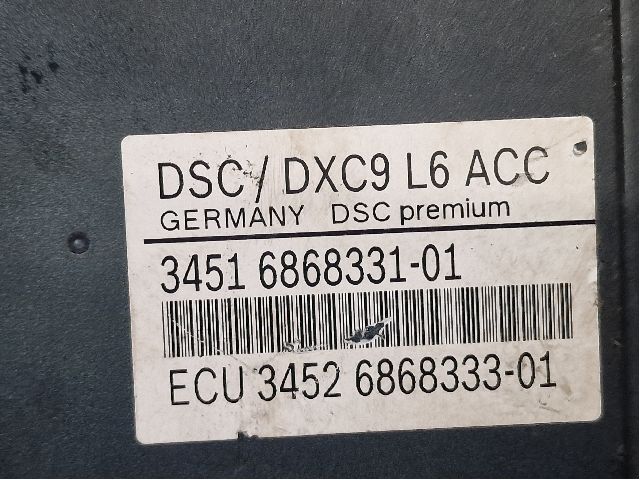 DSC / DXC9 L6 ACC
GERMANY DSC premium
3451 6868331-01
ECU 3452 6868333-01